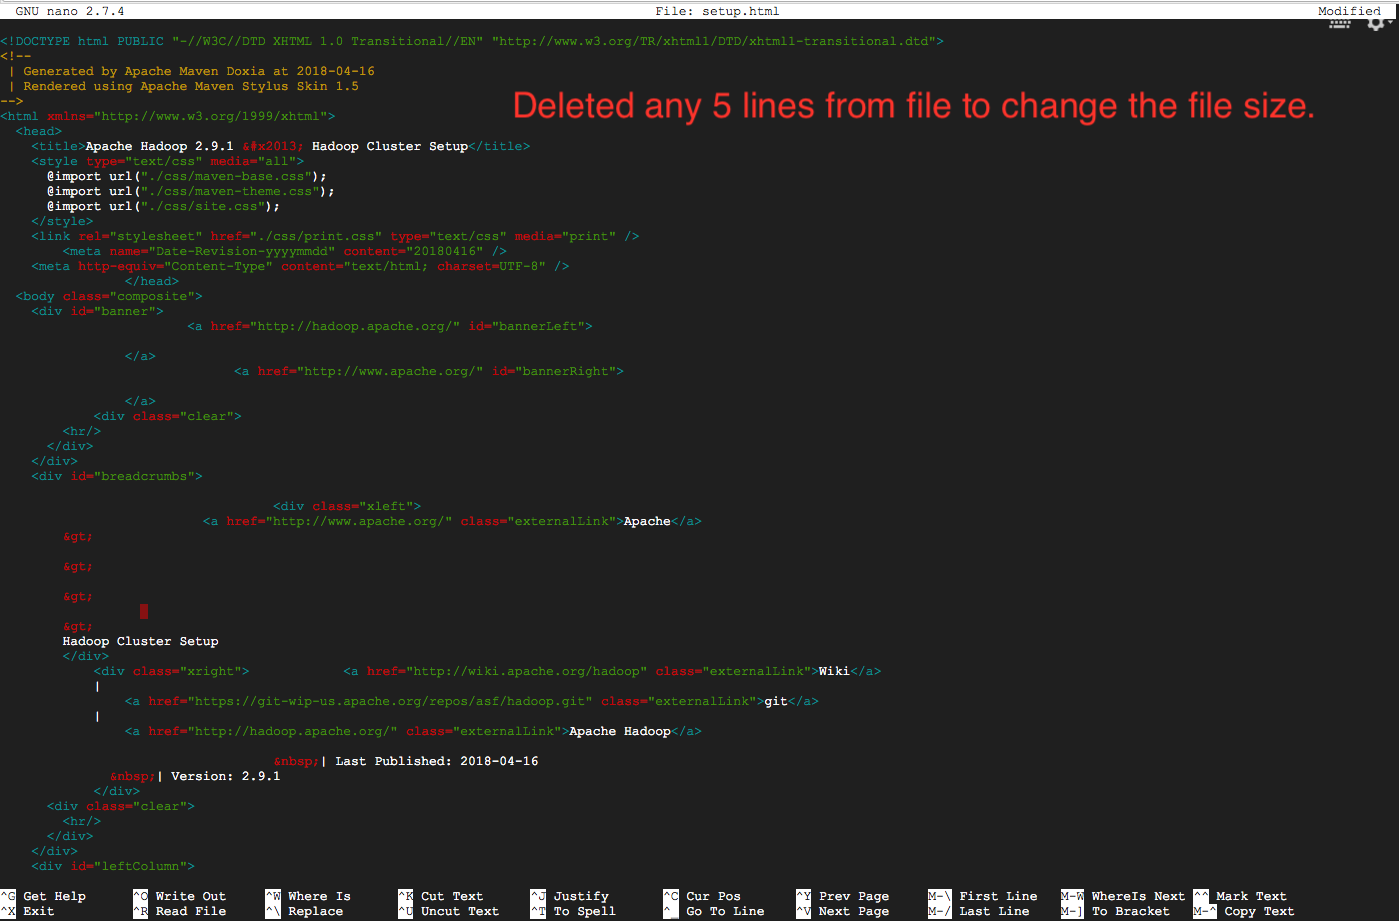 GNU nano 2.7.4 File: setup.html Modified
<!DOCTYPE html PUBLIC "-//W3C//DTD XHTML 1.0 Transitional//EN" "http://www.w3.org/TR/xhtml1/DTD/xhtml1-transitional.dtd">
<!--
| Generated by Apache Maven Doxia at 2018-04-16
| Rendered using Apache Maven Stylus Skin 1.5
-->
Deleted any 5 lines from file to change the file size.
<html xmlns="http://www.w3.org/1999/xhtml">
<head>
<title>Apache Hadoop 2.9.1 &#x2013; Hadoop Cluster Setup</title>
<style type="text/css" media="all">
@import url("./css/maven-base.css");
@import url("./css/maven-theme.css");
@import url("./css/site.css");
</style>
<link rel="stylesheet" href="./css/print.css" type="text/css" media="print" />
<meta name="Date-Revision-yyyymmdd" content="20180416" />
<meta http-equiv="Content-Type" content="text/html; charset=UTF-8" />
</head>
<body class="composite">
<div id="banner">
<a href="http://hadoop.apache.org/" id="bannerLeft">
</a>
<a href="http://www.apache.org/" id="bannerRight">
</a>
<div class="clear">
<hr/>
</div>
</div>
<div id="breadcrumbs">
<div class="xleft">
<a href="http://www.apache.org/" class="externalLink">Apache</a>
&gt;
&gt;
&gt;
&gt;
Hadoop Cluster Setup
</div>
<div class="xright"> <a href="http://wiki.apache.org/hadoop" class="externalLink">Wiki</a>
|
<a href="https://git-wip-us.apache.org/repos/asf/hadoop.git" class="externalLink">git</a>
|
<a href="http://hadoop.apache.org/" class="externalLink">Apache Hadoop</a>
&nbsp;| Last Published: 2018-04-16
&nbsp;| Version: 2.9.1
</div>
<div class="clear">
<hr/>
</div>
</div>
<div id="leftColumn">
^G Get Help ^O Write Out ^W Where Is ^K Cut Text ^J Justify ^C Cur Pos ^Y Prev Page M-\ First Line M-W WhereIs Next ^^ Mark Text
^X Exit ^R Read File ^\ Replace ^U Uncut Text ^T To Spell ^_ Go To Line ^V Next Page M-/ Last Line M-] To Bracket M-^ Copy Text